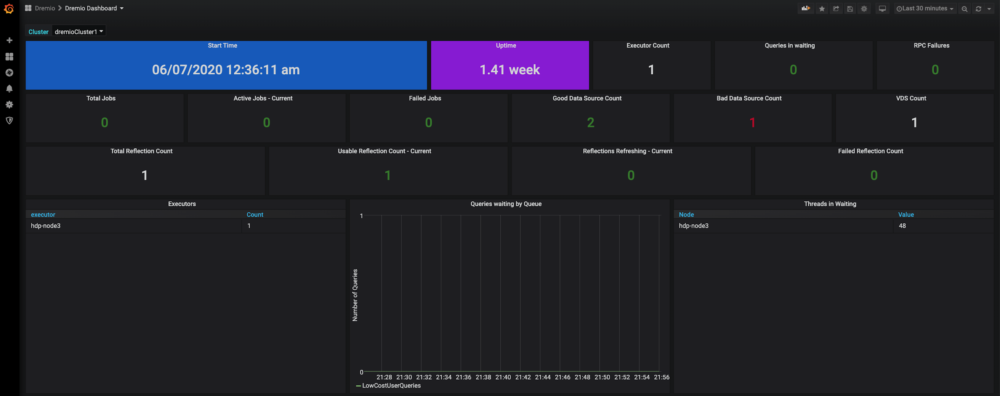 Dremio > Dremio Dashboard
Last 30 minutes
Cluster dremioCluster1
Start Time
06/07/2020 12:36:11 am
Uptime
1.41 week
Executor Count
1
Queries in waiting
0
RPC Failures
0
Total Jobs
0
Active Jobs - Current
0
Failed Jobs
0
Good Data Source Count
2
Bad Data Source Count
1
VDS Count
1
Total Reflection Count
1
Usable Reflection Count - Current
1
Reflections Refreshing - Current
0
Failed Reflection Count
0
Executors
executor Count
hdp-node3 1
Queries waiting by Queue
1
Number of Queries
0
21:28 21:30 21:32 21:34 21:36 21:38 21:40 21:42 21:44 21:46 21:48 21:50 21:52 21:54 21:56
LowCostUserQueries
Threads in Waiting
Node Value
hdp-node3 48